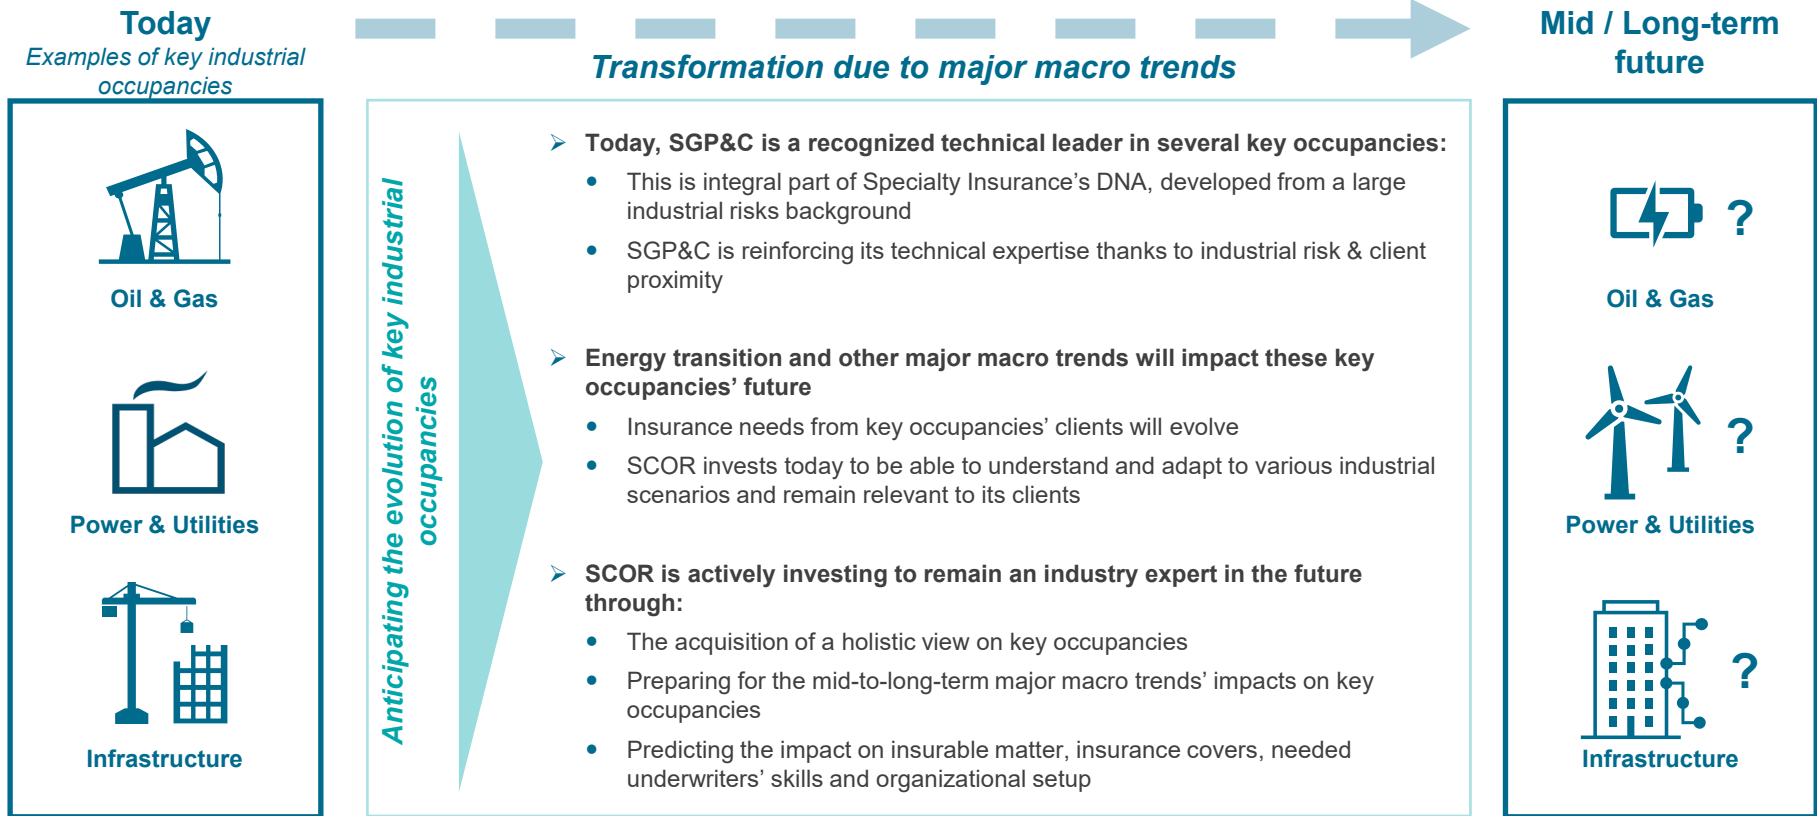 Today
Examples of key industrial
occupancies
Oil & Gas
Power & Utilities
Infrastructure
Transformation due to major macro trends
Anticipating the evolution of key industrial
occupancies
➢ Today, SGP&C is a recognized technical leader in several key occupancies:
• This is integral part of Specialty Insurance’s DNA, developed from a large
industrial risks background
• SGP&C is reinforcing its technical expertise thanks to industrial risk & client
proximity
➢ Energy transition and other major macro trends will impact these key
occupancies’ future
• Insurance needs from key occupancies’ clients will evolve
• SCOR invests today to be able to understand and adapt to various industrial
scenarios and remain relevant to its clients
➢ SCOR is actively investing to remain an industry expert in the future
through:
• The acquisition of a holistic view on key occupancies
• Preparing for the mid-to-long-term major macro trends’ impacts on key
occupancies
• Predicting the impact on insurable matter, insurance covers, needed
underwriters’ skills and organizational setup
Mid / Long-term
future
?
Oil & Gas
?
Power & Utilities
?
Infrastructure